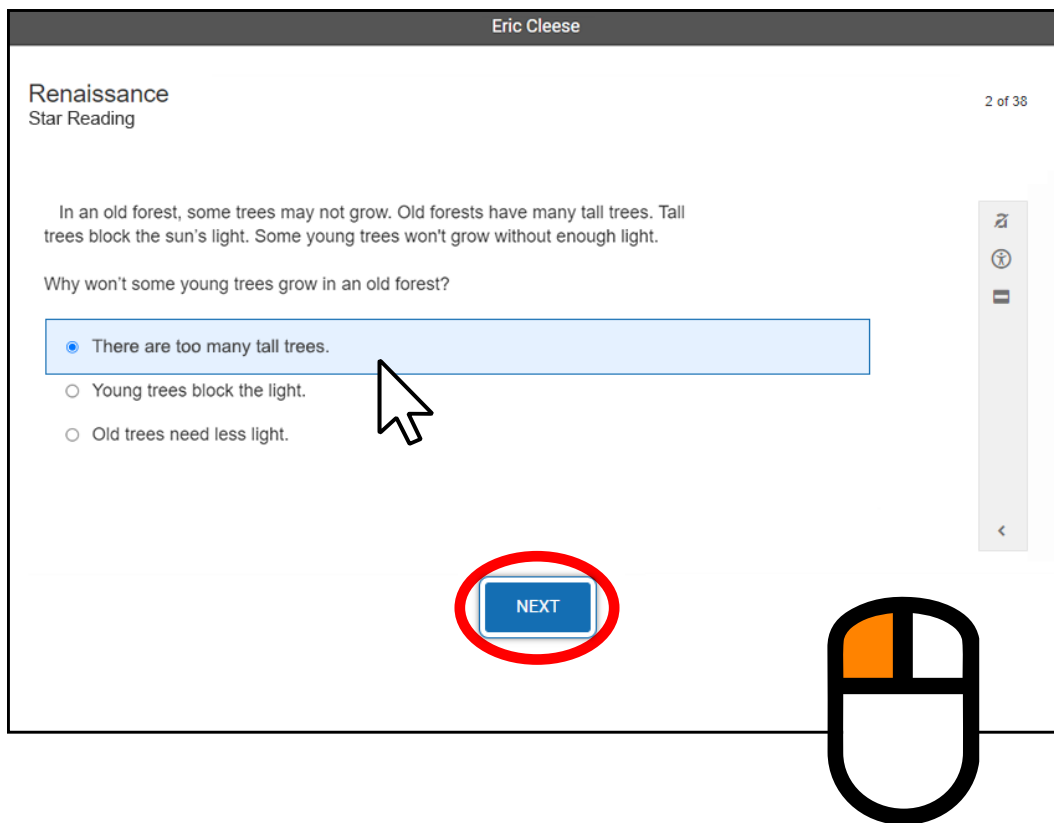 Eric Cleese
Renaissance
Star Reading
2 of 38
In an old forest, some trees may not grow. Old forests have many tall trees. Tall
trees block the sun’s light. Some young trees won't grow without enough light.
Why won’t some young trees grow in an old forest?
There are too many tall trees.
Young trees block the light.
Old trees need less light.
NEXT